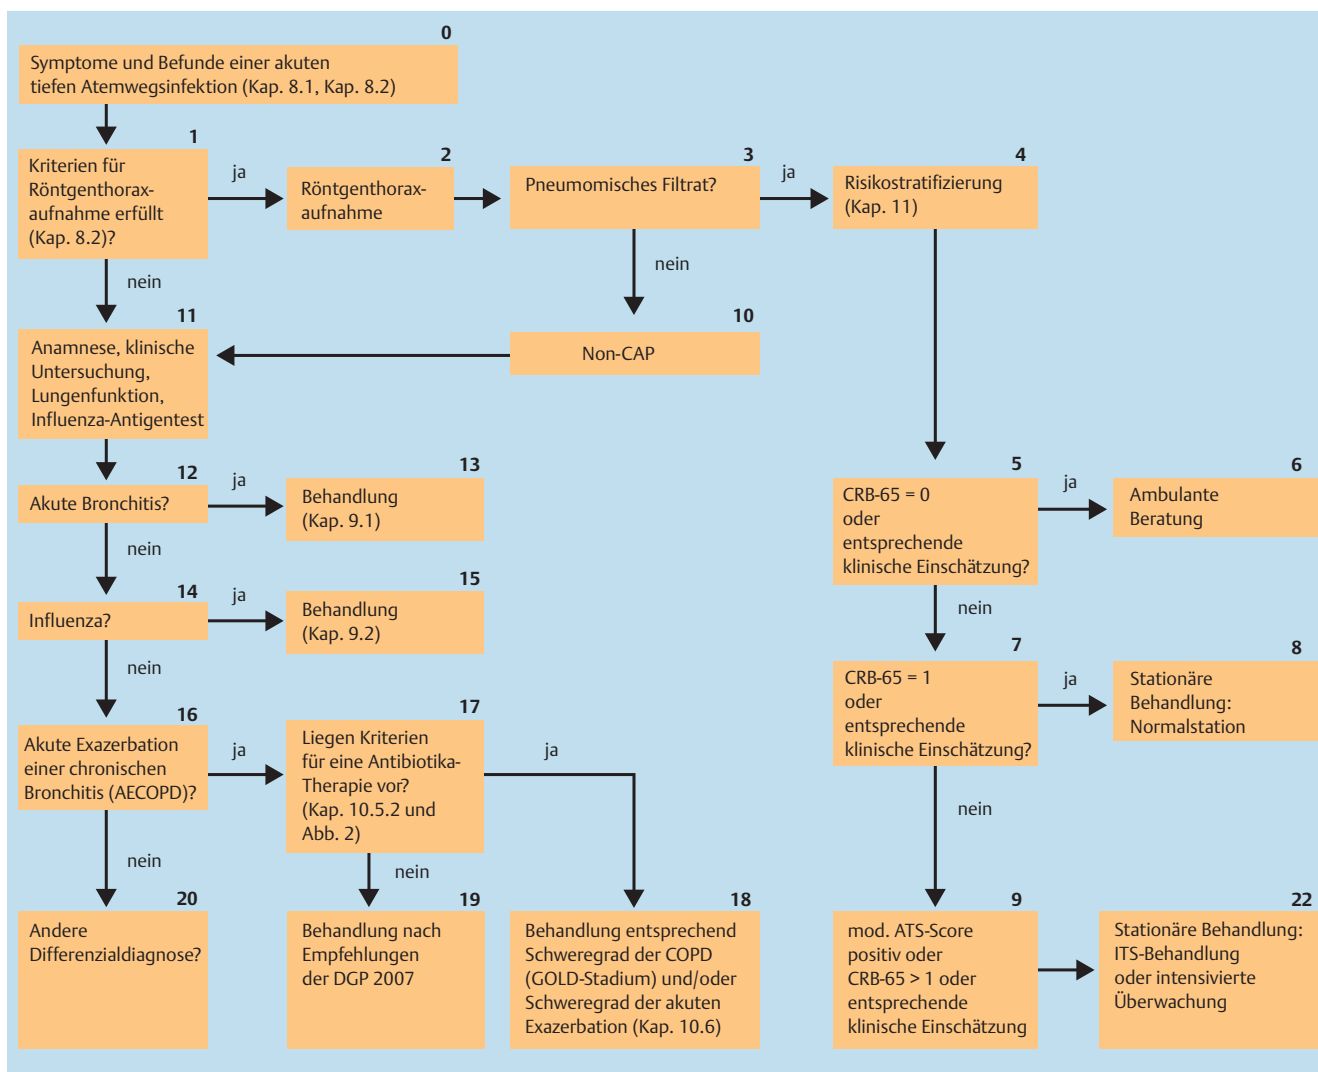 0
Symptome und Befunde einer akuten
tiefen Atemwegsinfektion (Kap. 8.1, Kap. 8.2)
1
Kriterien für
Röntgenthorax-
aufnahme erfüllt
(Kap. 8.2)?
ja
2
Röntgenthorax-
aufnahme
3
Pneumomisches Filtrat?
ja
4
Risikostratifizierung
(Kap. 11)
nein
nein
10
Non-CAP
11
Anamnese, klinische
Untersuchung,
Lungenfunktion,
Influenza-Antigentest
12
Akute Bronchitis?
ja
13
Behandlung
(Kap. 9.1)
5
CRB-65 = 0
oder
entsprechende
klinische Einschätzung?
ja
6
Ambulante
Beratung
nein
14
Influenza?
ja
15
Behandlung
(Kap. 9.2)
nein
7
CRB-65 = 1
oder
entsprechende
klinische Einschätzung?
ja
8
Stationäre
Behandlung:
Normalstation
nein
16
Akute Exazerbation
einer chronischen
Bronchitis (AECOPD)?
ja
17
Liegen Kriterien
für eine Antibiotika-
Therapie vor?
(Kap. 10.5.2 und
Abb. 2)
ja
nein
nein
nein
20
Andere
Differenzialdiagnose?
19
Behandlung nach
Empfehlungen
der DGP 2007
18
Behandlung entsprechend
Schweregrad der COPD
(GOLD-Stadium) und/oder
Schweregrad der akuten
Exazerbation (Kap. 10.6)
9
mod. ATS-Score
positiv oder
CRB-65 > 1 oder
entsprechende
klinische Einschätzung
22
Stationäre Behandlung:
ITS-Behandlung
oder intensivierte
Überwachung